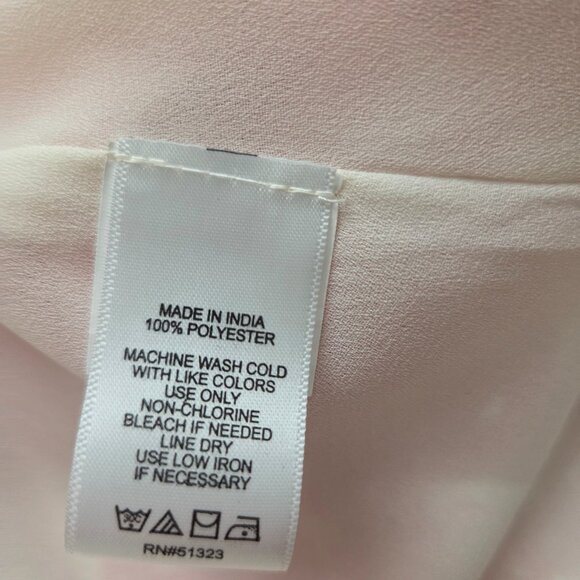 MADE IN INDIA
100% POLYESTER
MACHINE WASH COLD
WITH LIKE COLORS
USE ONLY
NON-CHLORINE
BLEACH IF NEEDED
LINE DRY
USE LOW IRON
IF NECESSARY
30C
RN#51323